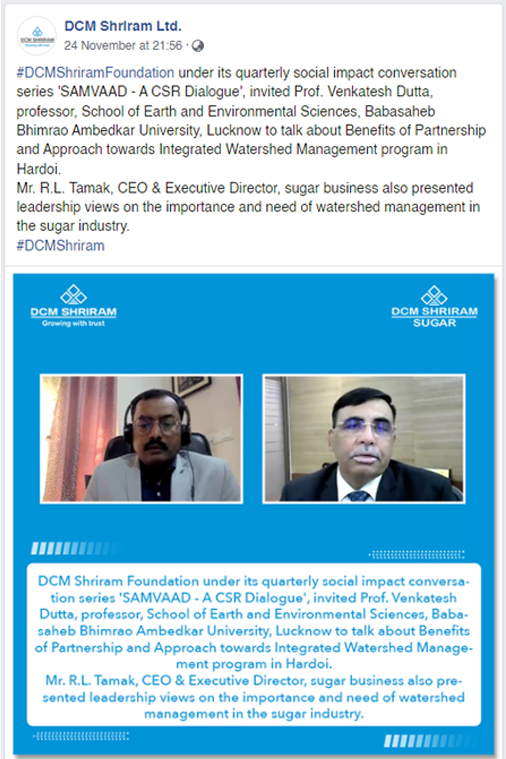 DCM Shriram Ltd.
24 November at 21:56 ·
#DCMShriramFoundation under its quarterly social impact conversation
series 'SAMVAAD - A CSR Dialogue', invited Prof. Venkatesh Dutta,
professor, School of Earth and Environmental Sciences, Babasaheb
Bhimrao Ambedkar University, Lucknow to talk about Benefits of Partnership
and Approach towards Integrated Watershed Management program in
Hardoi.
Mr. R.L. Tamak, CEO & Executive Director, sugar business also presented
leadership views on the importance and need of watershed management in
the sugar industry.
#DCMShriram
DCM SHRIRAM
Growing with trust
DCM SHRIRAM
SUGAR
DCM Shriram Foundation under its quarterly social impact conversa-
tion series 'SAMVAAD - A CSR Dialogue', invited Prof. Venkatesh
Dutta, professor, School of Earth and Environmental Sciences, Baba-
saheb Bhimrao Ambedkar University, Lucknow to talk about Benefits
of Partnership and Approach towards Integrated Watershed Manage-
ment program in Hardoi.
Mr. R.L. Tamak, CEO & Executive Director, sugar business also pre-
sented leadership views on the importance and need of watershed
management in the sugar industry.